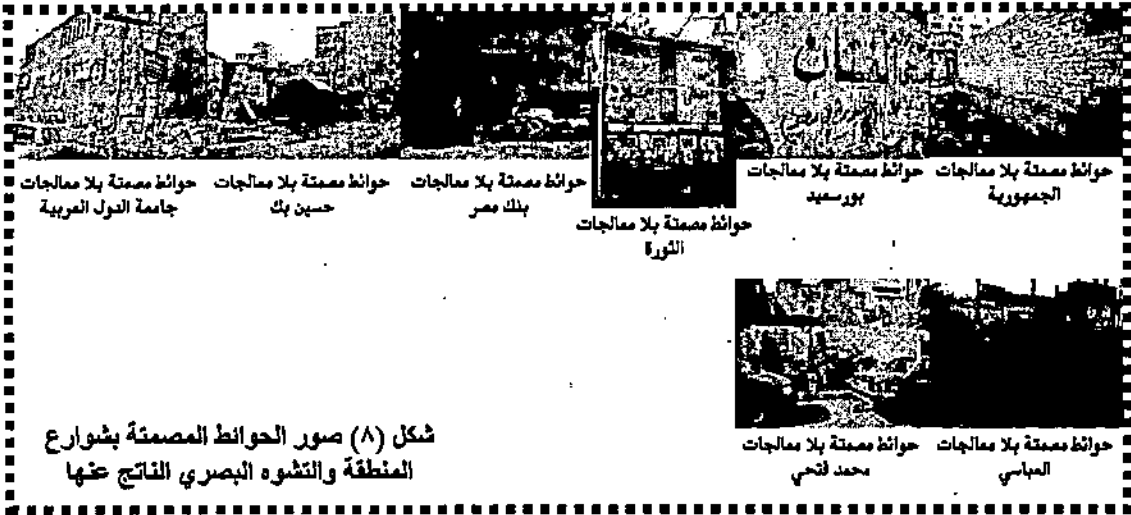 حوائط مصمتة بلا معالجات
الجمهورية
حوائط مصمتة بلا معالجات
بورسعيد
حوائط مصمتة بلا معالجات
الثورة
حوائط مصمتة بلا معالجات
بنك مصر
حوائط مصمتة بلا معالجات
حسين بك
حوائط مصمتة بلا معالجات
جامعة الدول العربية
حوائط مصمتة بلا معالجات
العباسي
حوائط مصمتة بلا معالجات
محمد فتحي
شكل (٨) صور الحوائط المصمتة بشوارع
المنطقة والتشوه البصري الناتج عنها